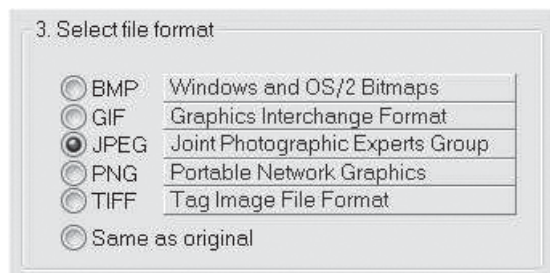 3. Select file format
BMP Windows and OS/2 Bitmaps
GIF Graphics Interchange Format
JPEG Joint Photographic Experts Group
PNG Portable Network Graphics
TIFF Tag Image File Format
Same as original